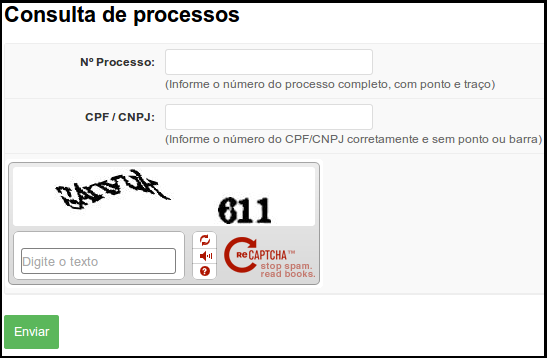 Consulta de processos
Nº Processo:
(Informe o número do processo completo, com ponto e traço)
CPF / CNPJ:
(Informe o número do CPF/CNPJ corretamente e sem ponto ou barra)
611
Digite o texto
ReCAPTCHA™
stop spam.
read books.
Enviar